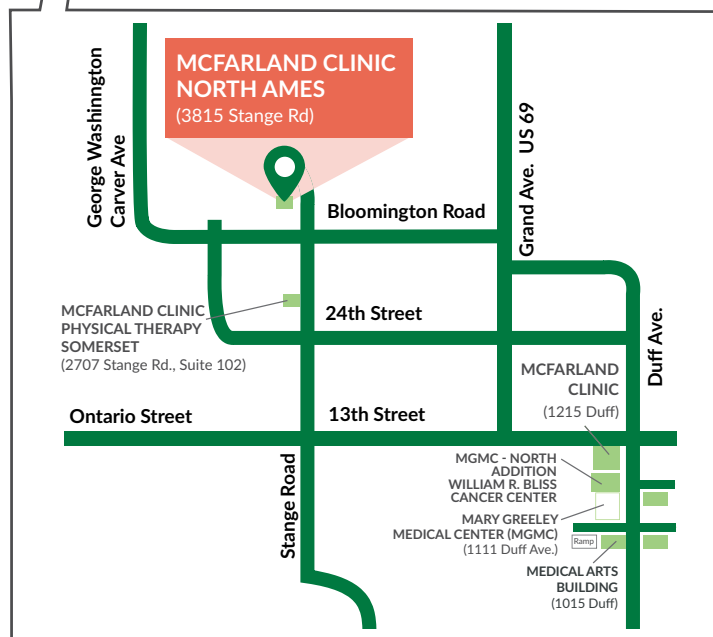 MCFARLAND CLINIC
NORTH AMES
(3815 Stange Rd)
George Washinngton
Carver Ave
Grand Ave. US 69
Bloomington Road
MCFARLAND CLINIC
PHYSICAL THERAPY
SOMERSET
(2707 Stange Rd., Suite 102)
24th Street
Duff Ave.
MCFARLAND
CLINIC
(1215 Duff)
Ontario Street
13th Street
Stange Road
MGMC - NORTH
ADDITION
WILLIAM R. BLISS
CANCER CENTER
MARY GREELEY
MEDICAL CENTER (MGMC)
(1111 Duff Ave.)
Ramp
MEDICAL ARTS
BUILDING
(1015 Duff)